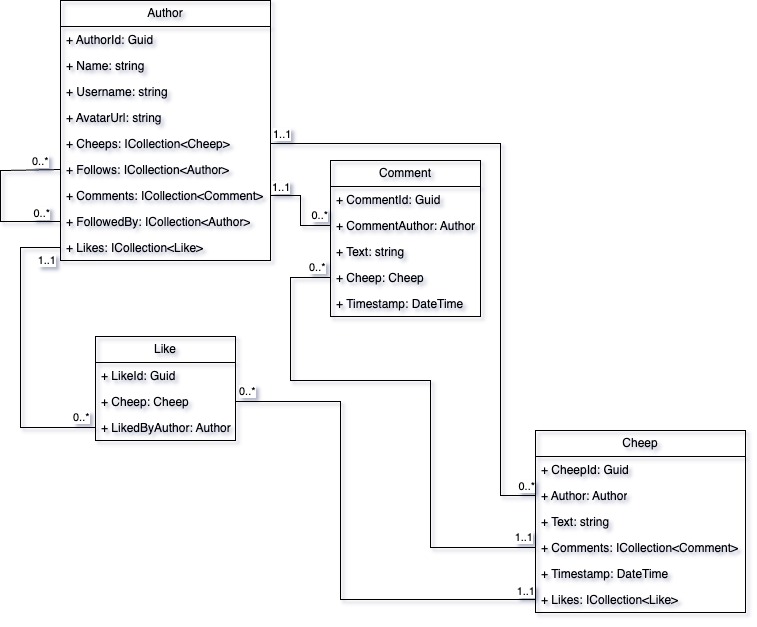 Author
+ AuthorId: Guid
+ Name: string
+ Username: string
+ AvatarUrl: string
+ Cheeps: ICollection<Cheep>
1..1
0..*
+ Follows: ICollection<Author>
+ Comments: ICollection<Comment>
1..1
0..*
+ FollowedBy: ICollection<Author>
+ Likes: ICollection<Like>
1..1
Comment
+ CommentId: Guid
0..*
+ CommentAuthor: Author
+ Text: string
0..*
+ Cheep: Cheep
+ Timestamp: DateTime
Like
+ LikeId: Guid
0..*
+ Cheep: Cheep
0..*
+ LikedByAuthor: Author
Cheep
+ CheepId: Guid
0..*
+ Author: Author
+ Text: string
1..1
+ Comments: ICollection<Comment>
+ Timestamp: DateTime
1..1
+ Likes: ICollection<Like>